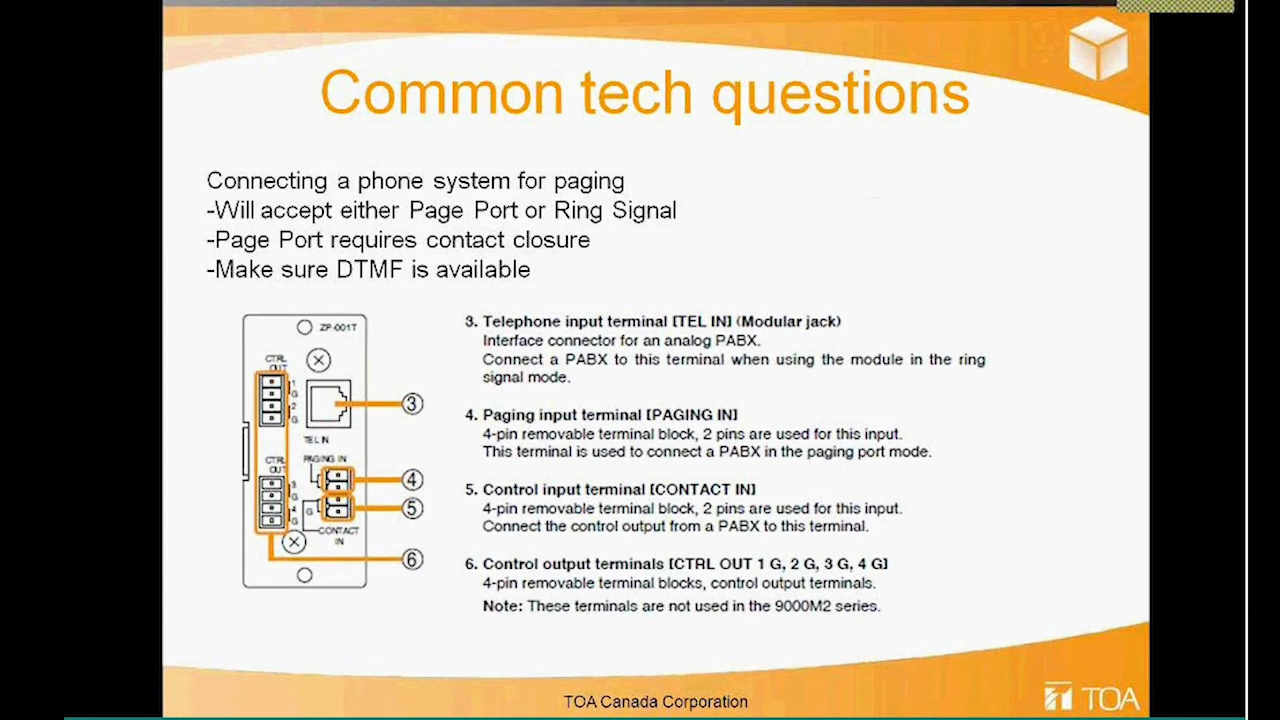 Common tech questions
Connecting a phone system for paging
-Will accept either Page Port or Ring Signal
-Page Port requires contact closure
-Make sure DTMF is available
ZP-001T
CTRL
OUT
1
G
2
G
TEL IN
PAGING IN
CTRL
OUT
3
G
4
G
G
CONTACT
IN
3
4
5
6
3. Telephone input terminal [TEL IN] (Modular jack)
Interface connector for an analog PABX.
Connect a PABX to this terminal when using the module in the ring
signal mode.
4. Paging input terminal [PAGING IN]
4-pin removable terminal block, 2 pins are used for this input.
This terminal is used to connect a PABX in the paging port mode.
5. Control input terminal [CONTACT IN]
4-pin removable terminal block, 2 pins are used for this input.
Connect the control output from a PABX to this terminal.
6. Control output terminals [CTRL OUT 1 G, 2 G, 3 G, 4 G]
4-pin removable terminal blocks, control output terminals.
Note: These terminals are not used in the 9000M2 series.
TOA Canada Corporation
TOA